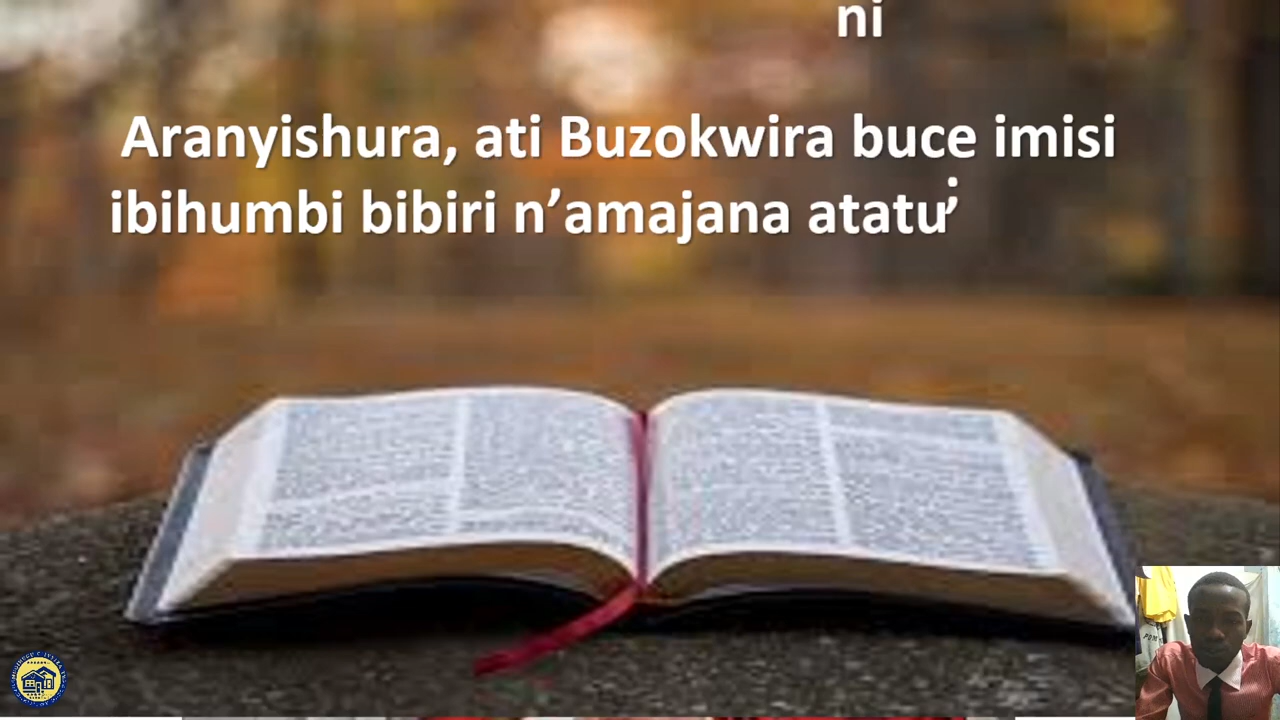 ni
Aranyishura, ati Buzokwira buce imisi
ibihumbi bibiri n’amajana atatu’